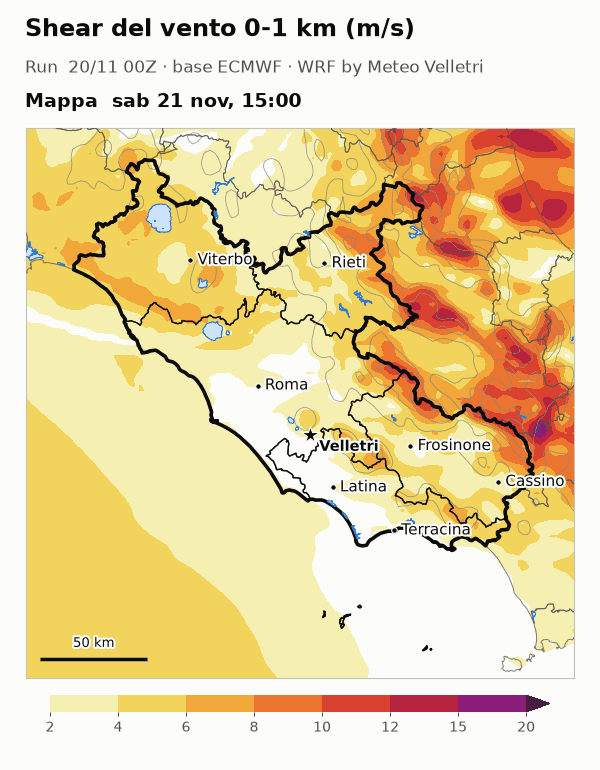 Shear del vento 0-1 km (m/s)
Run  20/11 00Z · base ECMWF · WRF by Meteo Velletri
Mappa  sab 21 nov, 15:00
Viterbo
Rieti
Roma
Velletri
Frosinone
Cassino
Latina
Terracina
50 km
2 4 6 8 10 12 15 20